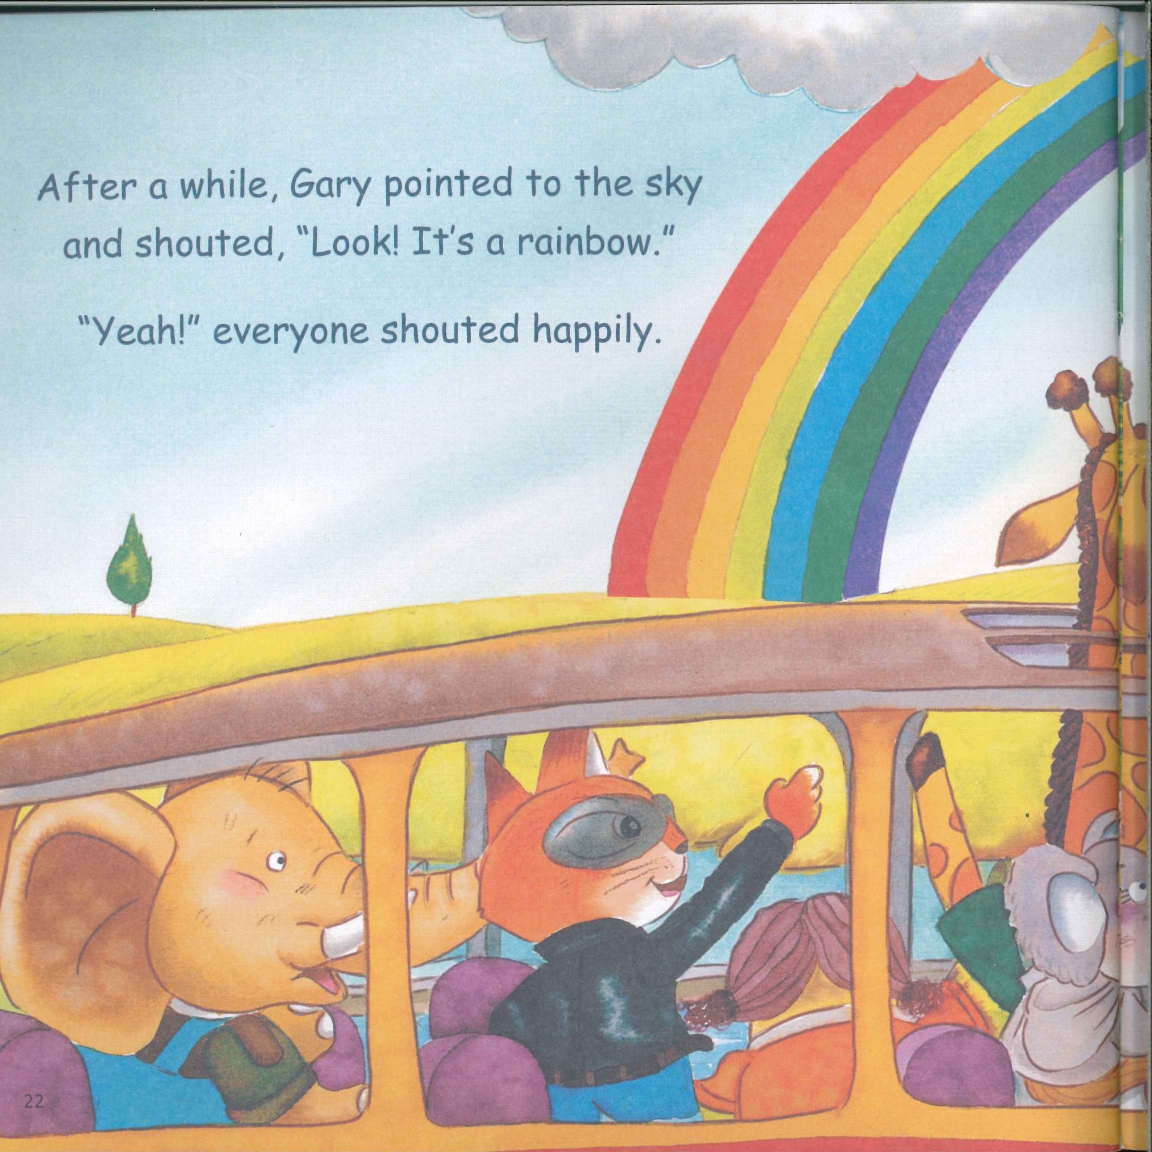 After a while, Gary pointed to the sky
and shouted, “Look! It's a rainbow.”
“Yeah!” everyone shouted happily.
22